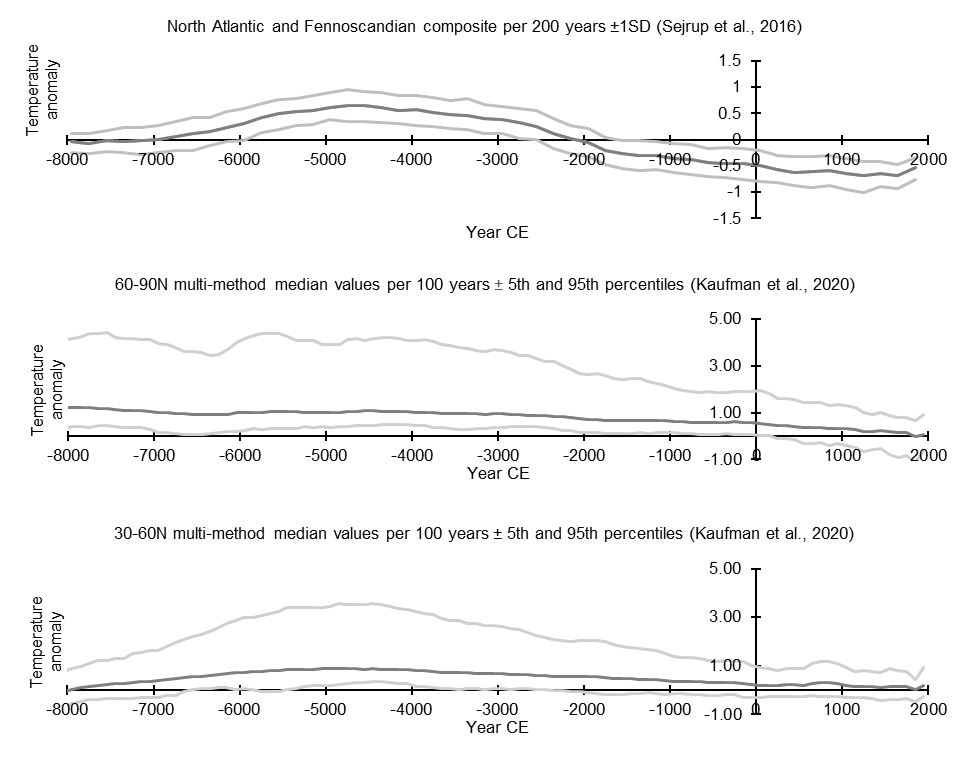 North Atlantic and Fennoscandian composite per 200 years ±1SD (Sejrup et al., 2016)
Temperature
anomaly
1.5
1
0.5
0
-0.5
-1
-1.5
-8000 -7000 -6000 -5000 -4000 -3000 -2000 -1000 0 1000 2000
Year CE
60-90N multi-method median values per 100 years ± 5th and 95th percentiles (Kaufman et al., 2020)
Temperature
anomaly
5.00
3.00
1.00
-1.00
-8000 -7000 -6000 -5000 -4000 -3000 -2000 -1000 0 1000 2000
Year CE
30-60N multi-method median values per 100 years ± 5th and 95th percentiles (Kaufman et al., 2020)
Temperature
anomaly
5.00
3.00
1.00
-1.00
-8000 -7000 -6000 -5000 -4000 -3000 -2000 -1000 0 1000 2000
Year CE